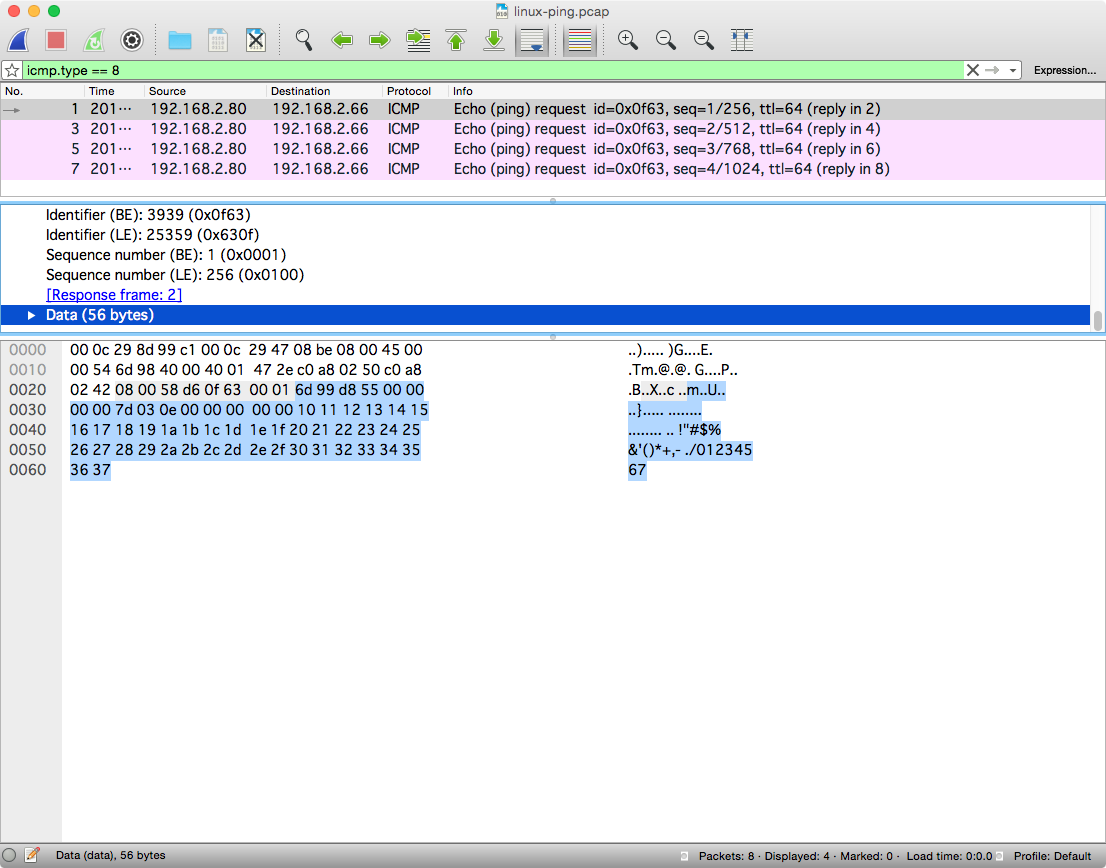 linux-ping.pcap
icmp.type == 8 Expression...
No. Time Source Destination Protocol Info
1 201··· 192.168.2.80 192.168.2.66 ICMP Echo (ping) request id=0x0f63, seq=1/256, ttl=64 (reply in 2)
3 201··· 192.168.2.80 192.168.2.66 ICMP Echo (ping) request id=0x0f63, seq=2/512, ttl=64 (reply in 4)
5 201··· 192.168.2.80 192.168.2.66 ICMP Echo (ping) request id=0x0f63, seq=3/768, ttl=64 (reply in 6)
7 201··· 192.168.2.80 192.168.2.66 ICMP Echo (ping) request id=0x0f63, seq=4/1024, ttl=64 (reply in 8)
Identifier (BE): 3939 (0x0f63)
Identifier (LE): 25359 (0x630f)
Sequence number (BE): 1 (0x0001)
Sequence number (LE): 256 (0x0100)
[Response frame: 2]
Data (56 bytes)
0000 00 0c 29 8d 99 c1 00 0c 29 47 08 be 08 00 45 00 ..)..... )G....E.
0010 00 54 6d 98 40 00 40 01 47 2e c0 a8 02 50 c0 a8 .Tm.@.@. G....P..
0020 02 42 08 00 58 d6 0f 63 00 01 6d 99 d8 55 00 00 .B..X..c ..m..U..
0030 00 00 7d 03 0e 00 00 00 00 00 10 11 12 13 14 15 ..}..... ........
0040 16 17 18 19 1a 1b 1c 1d 1e 1f 20 21 22 23 24 25 ........ .. !"#$%
0050 26 27 28 29 2a 2b 2c 2d 2e 2f 30 31 32 33 34 35 &'()*+,- ./012345
0060 36 37 67
Data (data), 56 bytes Packets: 8 · Displayed: 4 · Marked: 0 · Load time: 0:0.0 Profile: Default